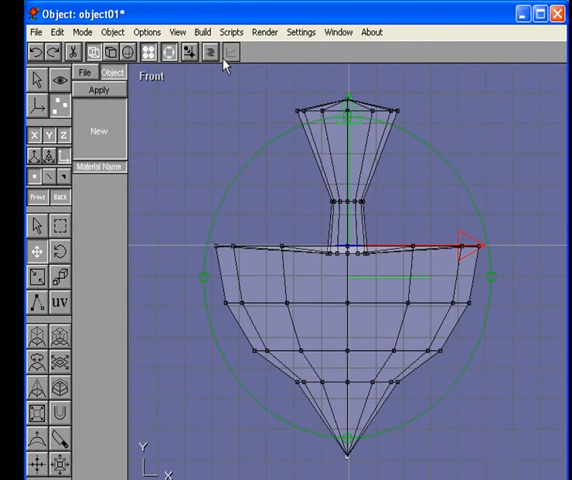 Object: object01*
File Edit Mode Object Options View Build Scripts Render Settings Window About
File Object
Apply
New
Material Name
X Y Z
Front Back
uv
Front
Y
X